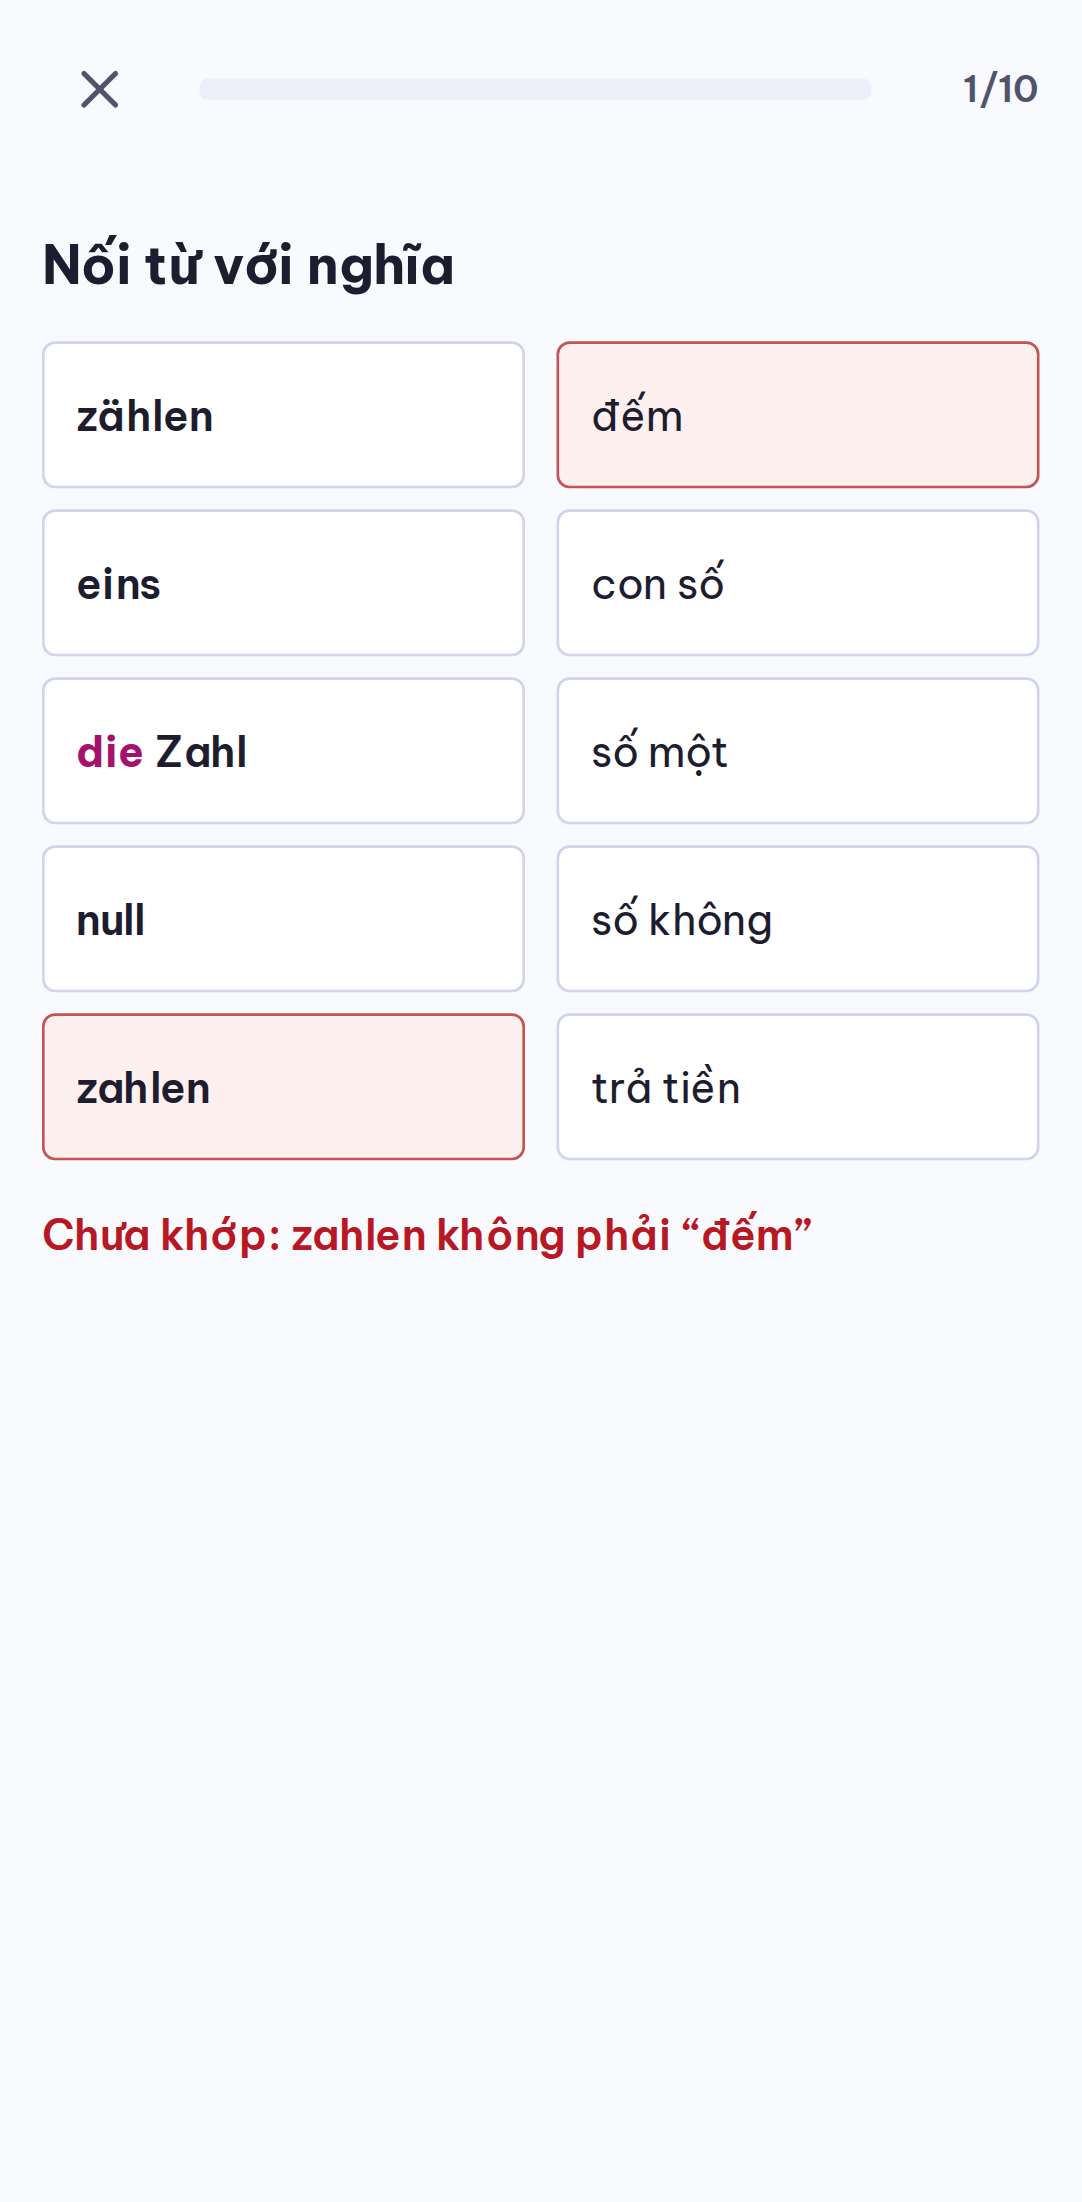 1/10
Nối từ với nghĩa
zählen
đếm
eins
con số
die Zahl
số một
null
số không
zahlen
trả tiền
Chưa khớp: zahlen không phải “đếm”